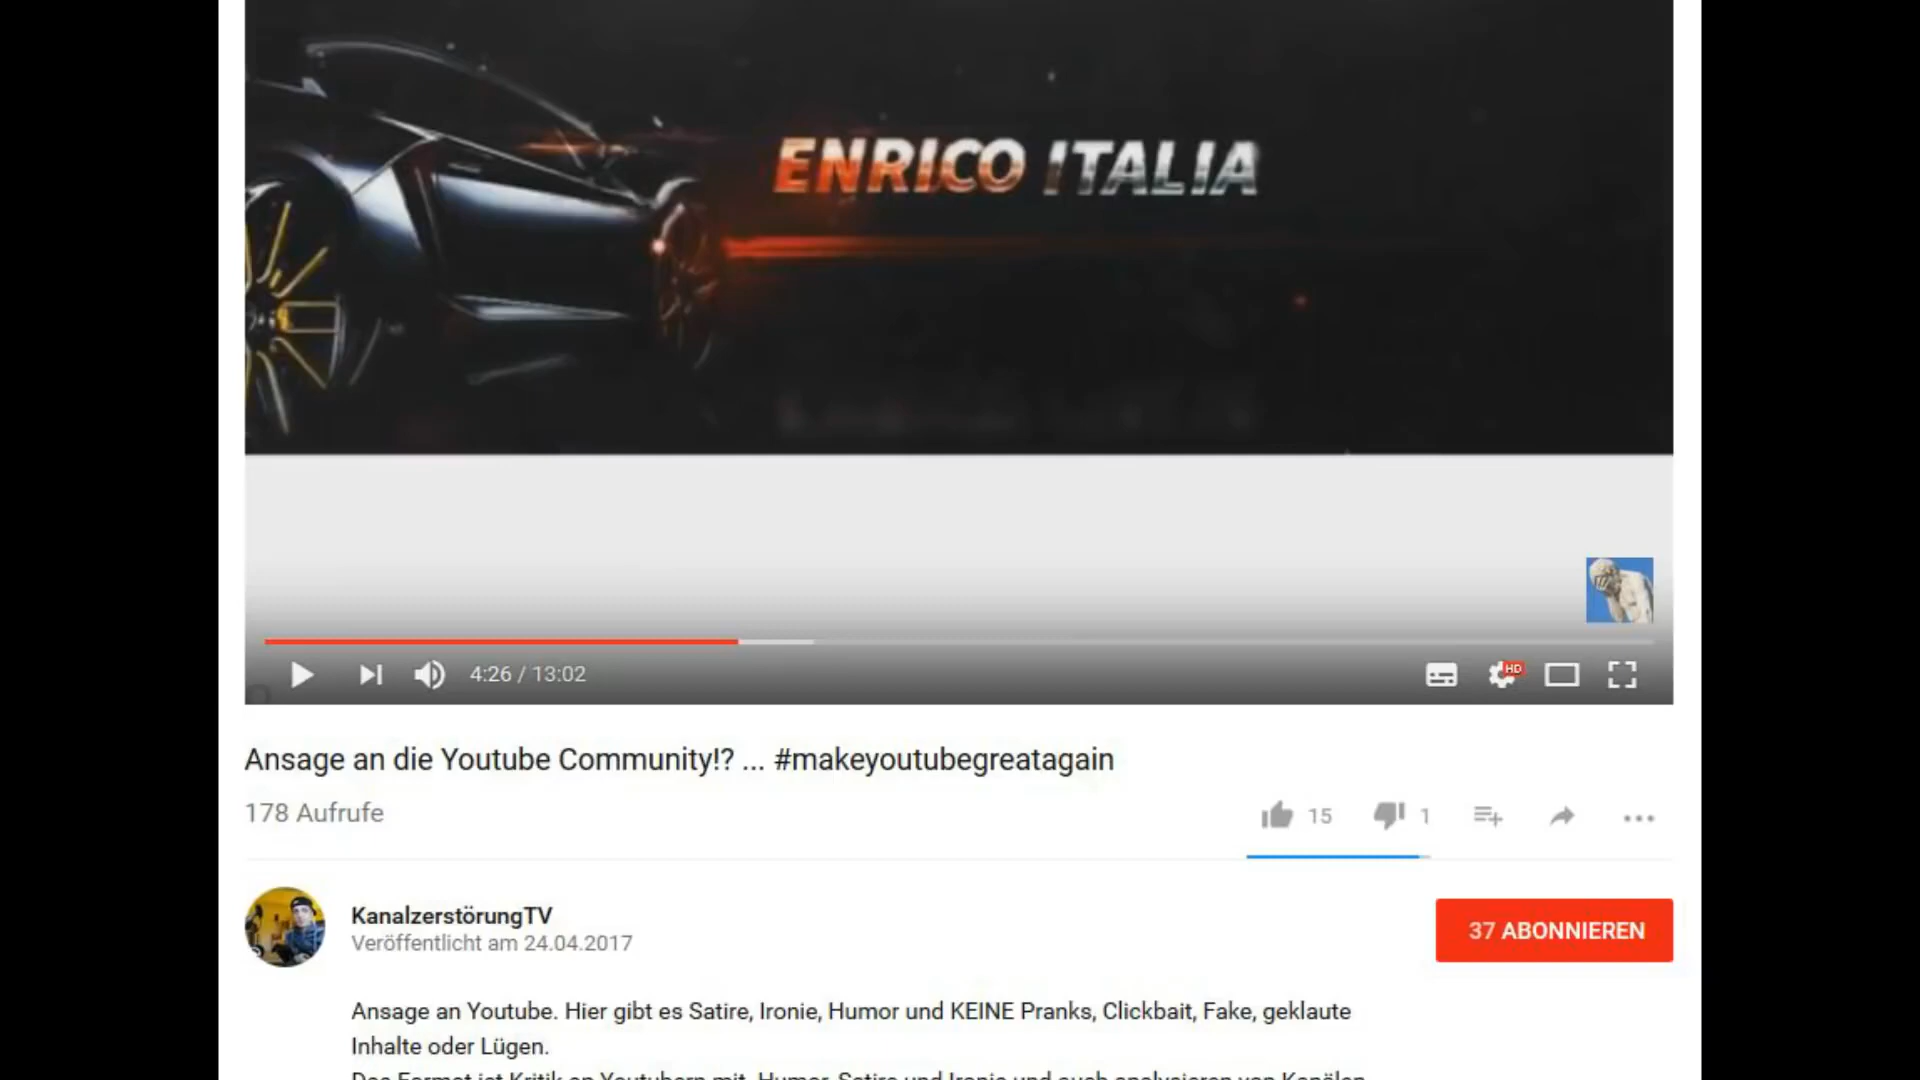 ENRICO ITALIA
4:26 / 13:02
HD
Ansage an die Youtube Community!? ... #makeyoutubegreatagain
178 Aufrufe
15
1
KanalzerstörungTV
Veröffentlicht am 24.04.2017
37 ABONNIEREN
Ansage an Youtube. Hier gibt es Satire, Ironie, Humor und KEINE Pranks, Clickbait, Fake, geklaute
Inhalte oder Lügen.
Das Format ist Kritik an Youtubern mit Humor, Satire und Ironie und auch analysieren von Kanälen